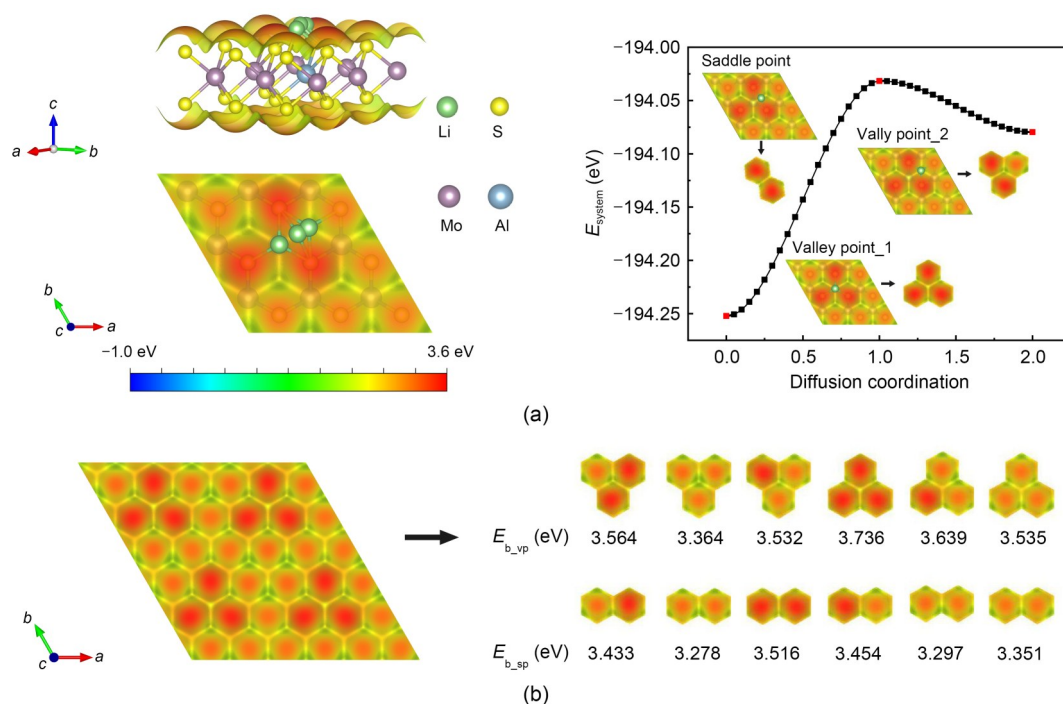 c
a
b
Li
S
Mo
Al
b
c
a
−1.0 eV
3.6 eV
−194.00
−194.05
−194.10
−194.15
−194.20
−194.25
E_system (eV)
Saddle point
Vally point_2
Valley point_1
0.0
0.5
1.0
1.5
2.0
Diffusion coordination
(a)
b
c
a
E_b_vp (eV) 3.564 3.364 3.532 3.736 3.639 3.535
E_b_sp (eV) 3.433 3.278 3.516 3.454 3.297 3.351
(b)